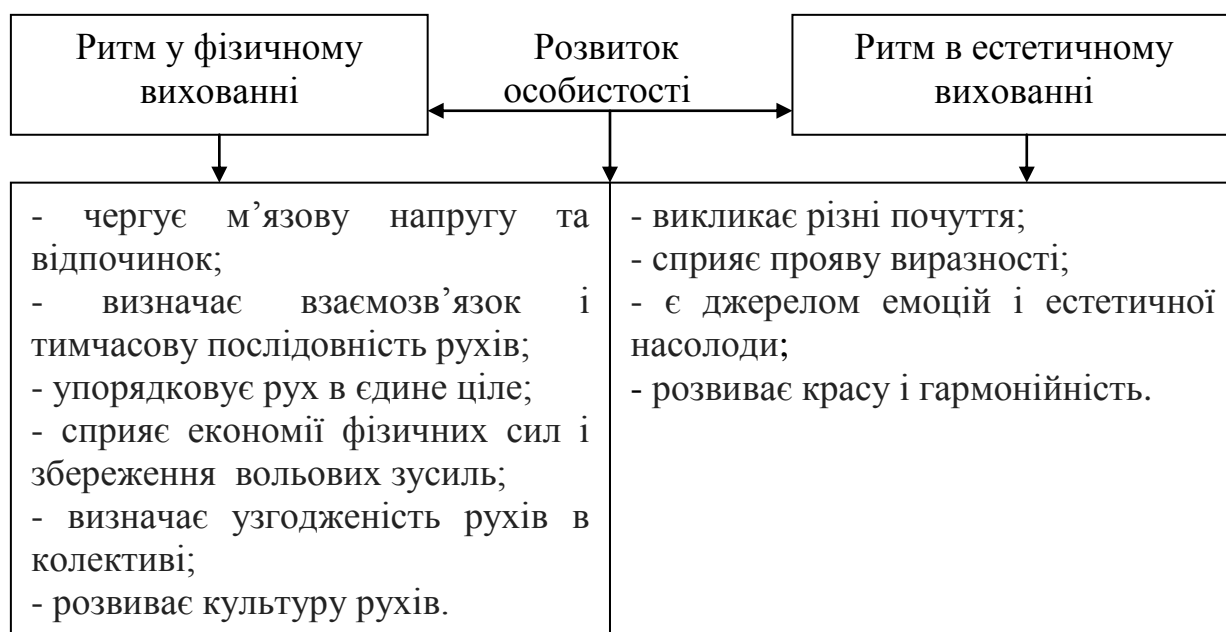 Ритм у фізичному
вихованні
Розвиток
особистості
Ритм в естетичному
вихованні
- чергує м’язову напругу та
відпочинок;
- визначає взаємозв’язок і
тимчасову послідовність рухів;
- упорядковує рух в єдине ціле;
- сприяє економії фізичних сил і
збереження вольових зусиль;
- визначає узгодженість рухів в
колективі;
- розвиває культуру рухів.
- викликає різні почуття;
- сприяє прояву виразності;
- є джерелом емоцій і естетичної
насолоди;
- розвиває красу і гармонійність.